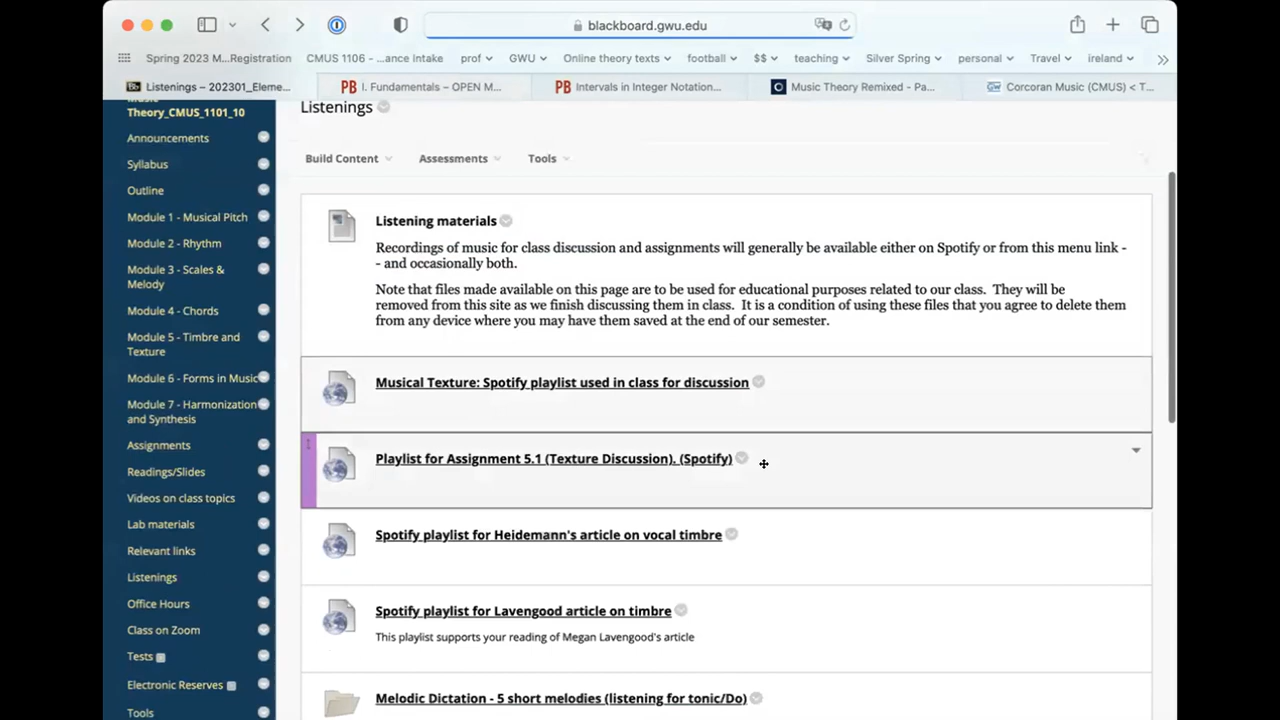 blackboard.gwu.edu
Spring 2023 M...Registration CMUS 1106 - ...ance Intake prof GWU Online theory texts football $$ teaching Silver Spring personal Travel ireland
Listenings – 202301_Eleme... I. Fundamentals – OPEN M... Intervals in Integer Notation... Music Theory Remixed - Pa... Corcoran Music (CMUS) < T...
Theory_CMUS_1101_10
Announcements
Syllabus
Outline
Module 1 - Musical Pitch
Module 2 - Rhythm
Module 3 - Scales &
Melody
Module 4 - Chords
Module 5 - Timbre and
Texture
Module 6 - Forms in Music
Module 7 - Harmonization
and Synthesis
Assignments
Readings/Slides
Videos on class topics
Lab materials
Relevant links
Listenings
Office Hours
Class on Zoom
Tests
Electronic Reserves
Tools
Listenings
Build Content Assessments Tools
Listening materials
Recordings of music for class discussion and assignments will generally be available either on Spotify or from this menu link -
- and occasionally both.
Note that files made available on this page are to be used for educational purposes related to our class. They will be
removed from this site as we finish discussing them in class. It is a condition of using these files that you agree to delete them
from any device where you may have them saved at the end of our semester.
Musical Texture: Spotify playlist used in class for discussion
Playlist for Assignment 5.1 (Texture Discussion). (Spotify)
Spotify playlist for Heidemann's article on vocal timbre
Spotify playlist for Lavengood article on timbre
This playlist supports your reading of Megan Lavengood's article
Melodic Dictation - 5 short melodies (listening for tonic/Do)